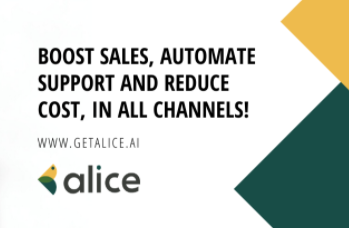 BOOST SALES, AUTOMATE
SUPPORT AND REDUCE
COST, IN ALL CHANNELS!
WWW.GETALICE.AI
alice